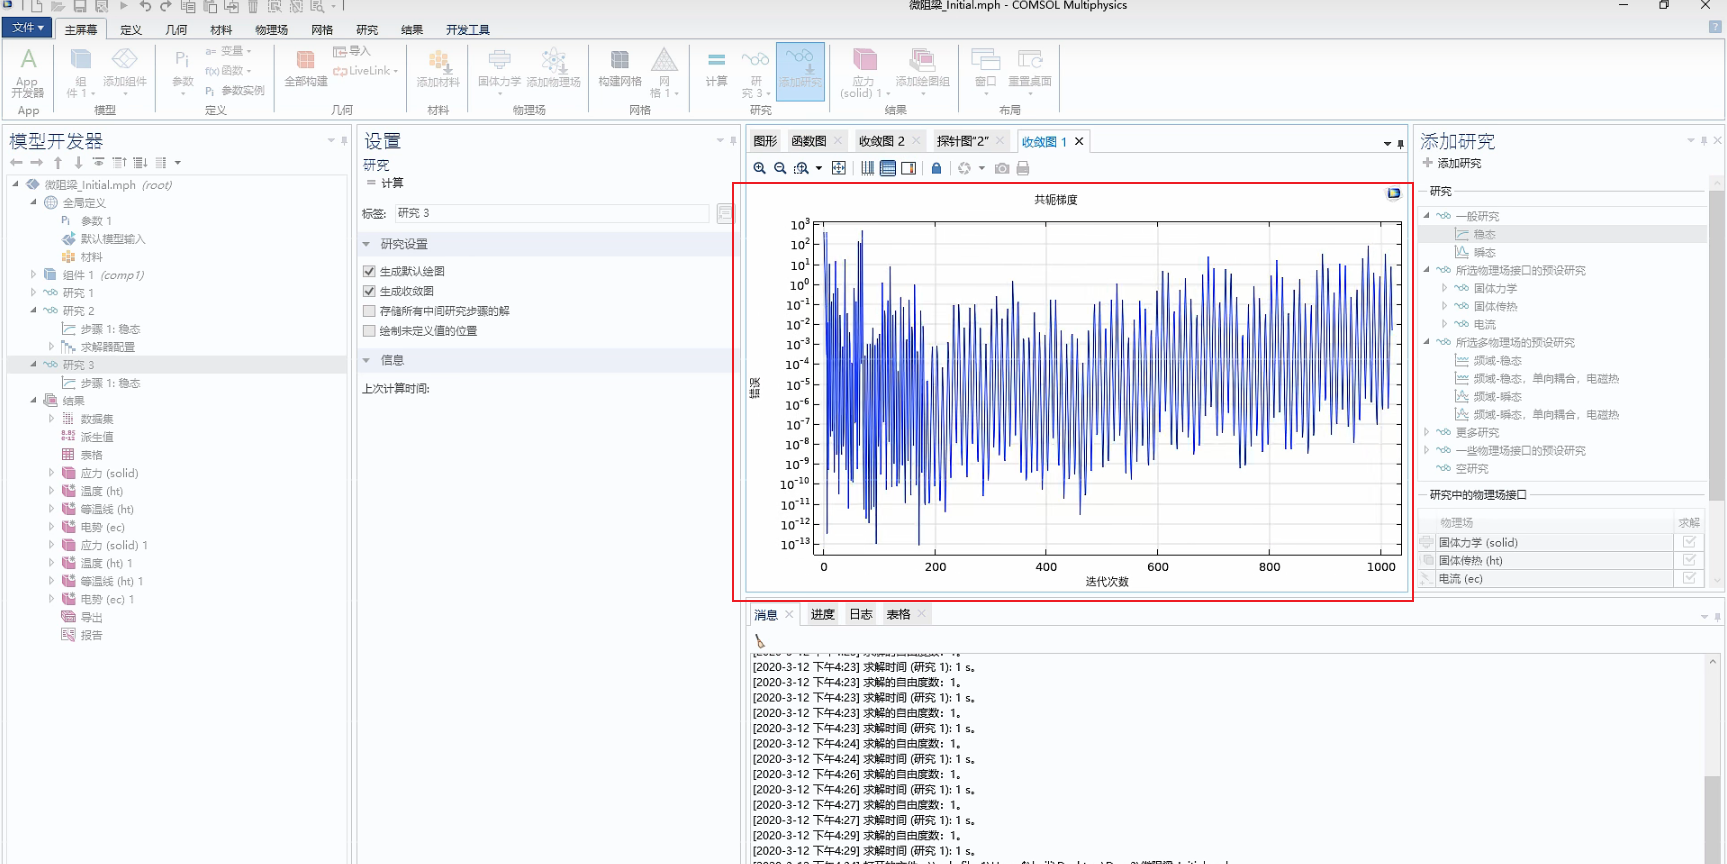 微阻梁_Initial.mph - COMSOL Multiphysics
文件 主屏幕 定义 几何 材料 物理场 网格 研究 结果 开发工具
App 开发器
App
组件 1
添加组件
模型
Pi 参数
a= 变量
f(x) 函数
Pi 参数实例
定义
全部构建
导入
LiveLink
几何
添加材料
材料
固体力学
添加物理场
物理场
构建网格
网格 1
网格
计算
研究 3
添加研究
研究
应力 (solid) 1
添加绘图组
结果
窗口
重置桌面
布局
模型开发器
微阻梁_Initial.mph (root)
全局定义
Pi 参数 1
默认模型输入
材料
组件 1 (comp1)
研究 1
研究 2
步骤 1: 稳态
求解器配置
研究 3
步骤 1: 稳态
结果
数据集
派生值
表格
应力 (solid)
温度 (ht)
等温线 (ht)
电势 (ec)
应力 (solid) 1
温度 (ht) 1
等温线 (ht) 1
电势 (ec) 1
导出
报告
设置
研究
= 计算
标签: 研究 3
研究设置
生成默认绘图
生成收敛图
存储所有中间研究步骤的解
绘制未定义值的位置
信息
上次计算时间:
图形 函数图 收敛图 2 探针图“2” 收敛图 1
共轭梯度
10³
10²
10¹
10⁰
10⁻¹
10⁻²
10⁻³
10⁻⁴
10⁻⁵
10⁻⁶
10⁻⁷
10⁻⁸
10⁻⁹
10⁻¹⁰
10⁻¹¹
10⁻¹²
10⁻¹³
错误
0 200 400 600 800 1000
迭代次数
消息 进度 日志 表格
[2020-3-12 下午4:23] 求解时间 (研究 1): 1 s。
[2020-3-12 下午4:23] 求解的自由度数：1。
[2020-3-12 下午4:23] 求解时间 (研究 1): 1 s。
[2020-3-12 下午4:23] 求解的自由度数：1。
[2020-3-12 下午4:23] 求解时间 (研究 1): 1 s。
[2020-3-12 下午4:24] 求解的自由度数：1。
[2020-3-12 下午4:24] 求解时间 (研究 1): 1 s。
[2020-3-12 下午4:26] 求解的自由度数：1。
[2020-3-12 下午4:26] 求解时间 (研究 1): 1 s。
[2020-3-12 下午4:27] 求解的自由度数：1。
[2020-3-12 下午4:27] 求解时间 (研究 1): 1 s。
[2020-3-12 下午4:29] 求解的自由度数：1。
[2020-3-12 下午4:29] 求解时间 (研究 1): 1 s。
添加研究
+ 添加研究
研究
一般研究
稳态
瞬态
所选物理场接口的预设研究
固体力学
固体传热
电流
所选多物理场的预设研究
频域-稳态
频域-稳态，单向耦合，电磁热
频域-瞬态
频域-瞬态，单向耦合，电磁热
更多研究
一些物理场接口的预设研究
空研究
研究中的物理场接口
物理场 求解
固体力学 (solid)
固体传热 (ht)
电流 (ec)